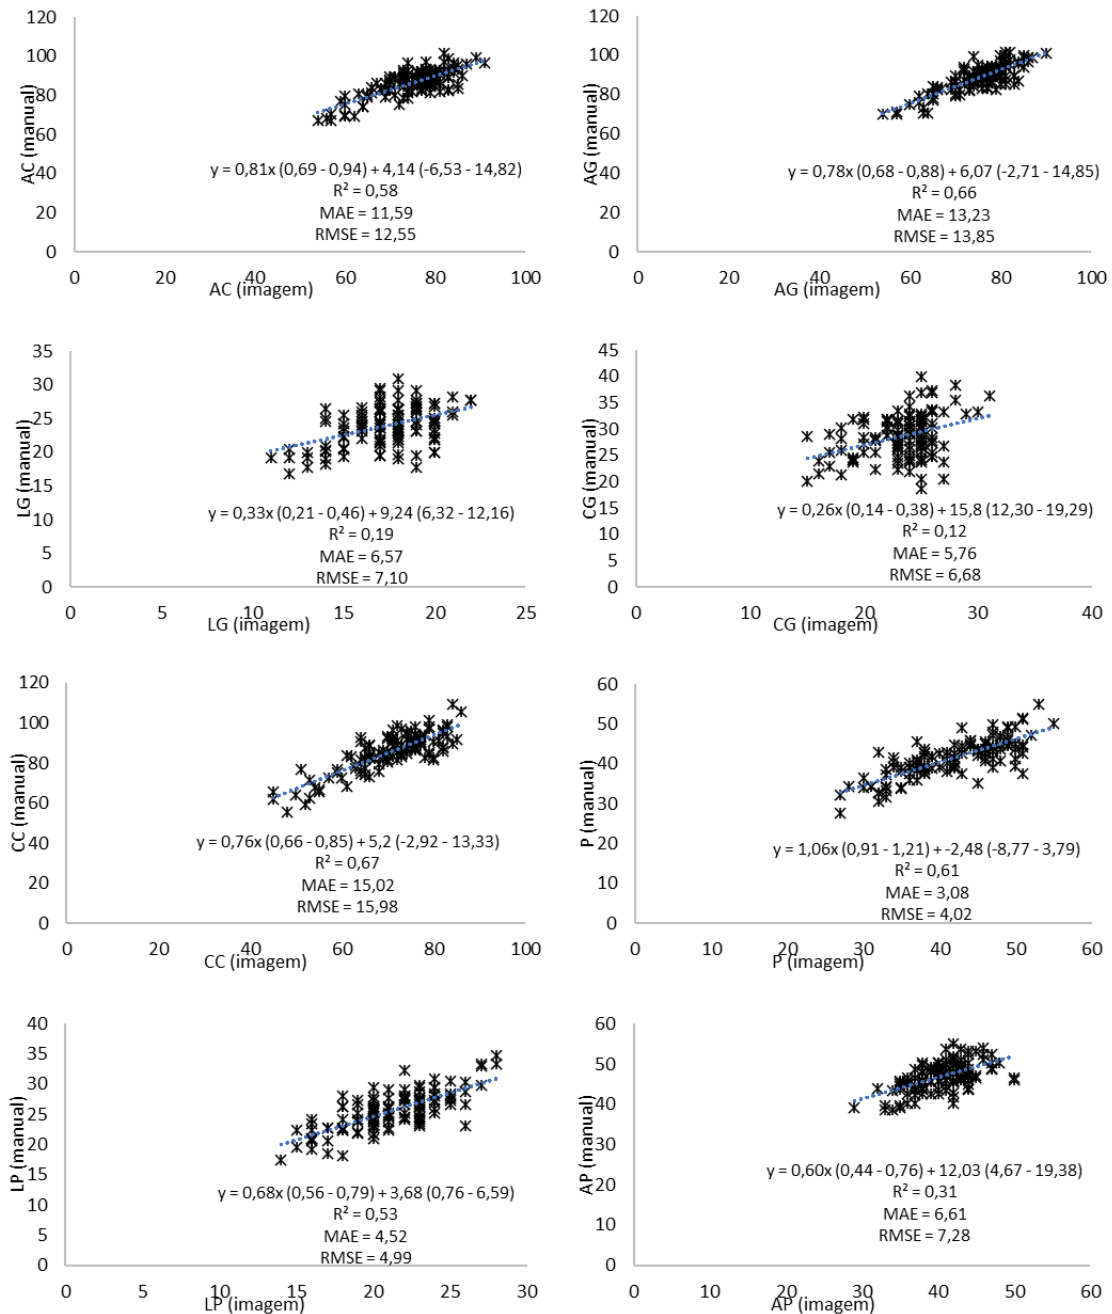 120
100
80
60
40
20
0
AC (manual)
y = 0,81x (0,69 - 0,94) + 4,14 (-6,53 - 14,82)
R² = 0,58
MAE = 11,59
RMSE = 12,55
0 20 40 60 80 100
AC (imagem)
120
100
80
60
40
20
0
AG (manual)
y = 0,78x (0,68 - 0,88) + 6,07 (-2,71 - 14,85)
R² = 0,66
MAE = 13,23
RMSE = 13,85
0 20 40 60 80 100
AG (imagem)
35
30
25
20
15
10
5
0
LG (manual)
y = 0,33x (0,21 - 0,46) + 9,24 (6,32 - 12,16)
R² = 0,19
MAE = 6,57
RMSE = 7,10
0 5 10 15 20 25
LG (imagem)
45
40
35
30
25
20
15
10
5
0
CG (manual)
y = 0,26x (0,14 - 0,38) + 15,8 (12,30 - 19,29)
R² = 0,12
MAE = 5,76
RMSE = 6,68
0 10 20 30 40
CG (imagem)
120
100
80
60
40
20
0
CC (manual)
y = 0,76x (0,66 - 0,85) + 5,2 (-2,92 - 13,33)
R² = 0,67
MAE = 15,02
RMSE = 15,98
0 20 40 60 80 100
CC (imagem)
60
50
40
30
20
10
0
P (manual)
y = 1,06x (0,91 - 1,21) + -2,48 (-8,77 - 3,79)
R² = 0,61
MAE = 3,08
RMSE = 4,02
0 10 20 30 40 50 60
P (imagem)
40
35
30
25
20
15
10
5
0
LP (manual)
y = 0,68x (0,56 - 0,79) + 3,68 (0,76 - 6,59)
R² = 0,53
MAE = 4,52
RMSE = 4,99
0 5 10 15 20 25 30
LP (imagem)
60
50
40
30
20
10
0
AP (manual)
y = 0,60x (0,44 - 0,76) + 12,03 (4,67 - 19,38)
R² = 0,31
MAE = 6,61
RMSE = 7,28
0 10 20 30 40 50 60
AP (imagem)